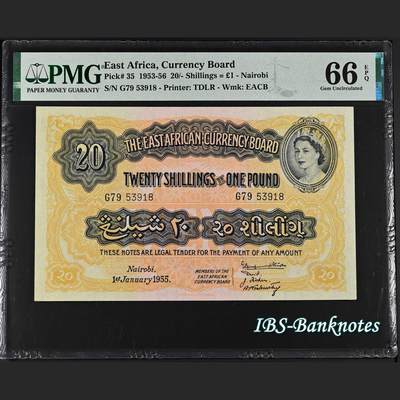 PMG
PAPER MONEY GUARANTY
East Africa, Currency Board
Pick# 35 1953-56 20/- Shillings = £1 - Nairobi
S/N G79 53918 - Printer: TDLR - Wmk: EACB
66 EPQ
Gem Uncirculated
THE EAST AFRICAN CURRENCY BOARD
20
TWENTY SHILLINGS OR ONE POUND
G79 53918 G79 53918
٢٠ شيلنغ
૨૦ શીલીંગ
THESE NOTES ARE LEGAL TENDER FOR THE PAYMENT OF ANY AMOUNT
Nairobi,
1st January 1955.
MEMBERS OF THE
EAST AFRICAN
CURRENCY BOARD
IBS-Banknotes